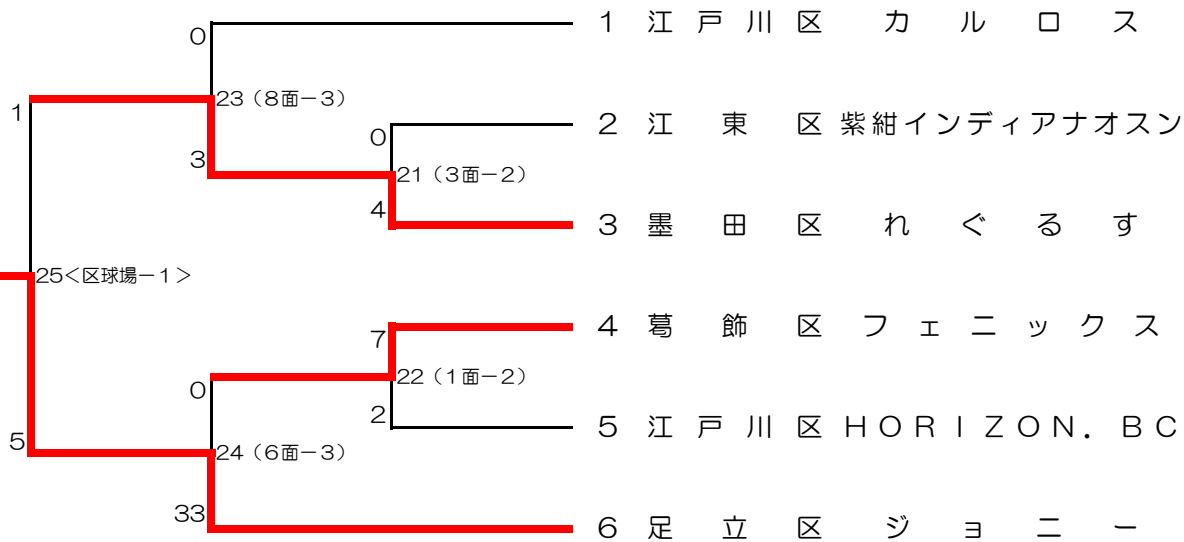 0
1 江戸川区 カルロス
1
23（8面－3）
0
2 江東区 紫紺インディアナオスン
3
21（3面－2）
4
3 墨田区 れぐるす
25＜区球場－1＞
7
4 葛飾区 フェニックス
0
22（1面－2）
2
5 江戸川区 HORIZON．BC
5
24（6面－3）
33
6 足立区 ジョニー